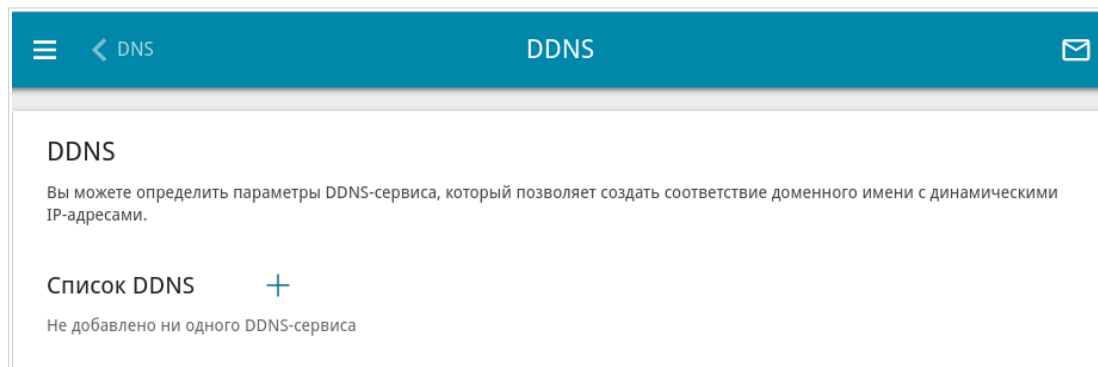 DNS
DDNS
DDNS
Вы можете определить параметры DDNS-сервиса, который позволяет создать соответствие доменного имени с динамическими
IP-адресами.
Список DDNS
Не добавлено ни одного DDNS-сервиса